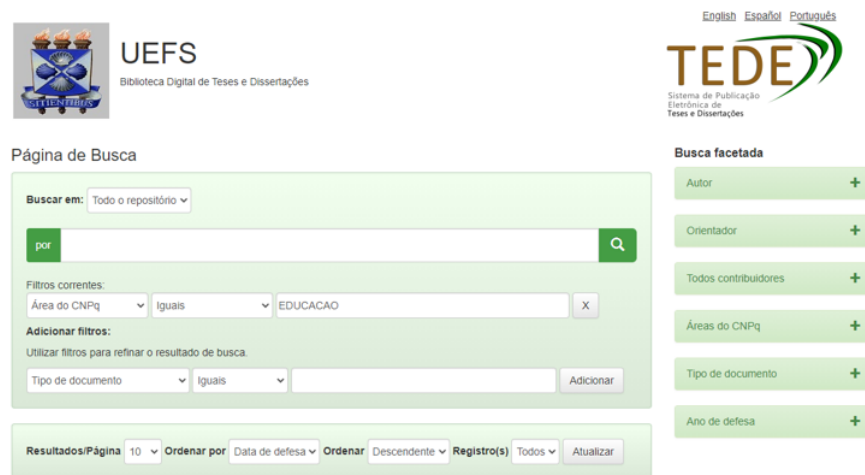 English Español Português
SITIENTIBUS
UEFS
Biblioteca Digital de Teses e Dissertações
TEDE
Sistema de Publicação
Eletrônica de
Teses e Dissertações
Página de Busca
Buscar em: Todo o repositório
por
Filtros correntes:
Área do CNPq Iguais EDUCACAO X
Adicionar filtros:
Utilizar filtros para refinar o resultado de busca.
Tipo de documento Iguais Adicionar
Resultados/Página 10 Ordenar por Data de defesa Ordenar Descendente Registro(s) Todos Atualizar
Busca facetada
Autor +
Orientador +
Todos contribuidores +
Áreas do CNPq +
Tipo de documento +
Ano de defesa +